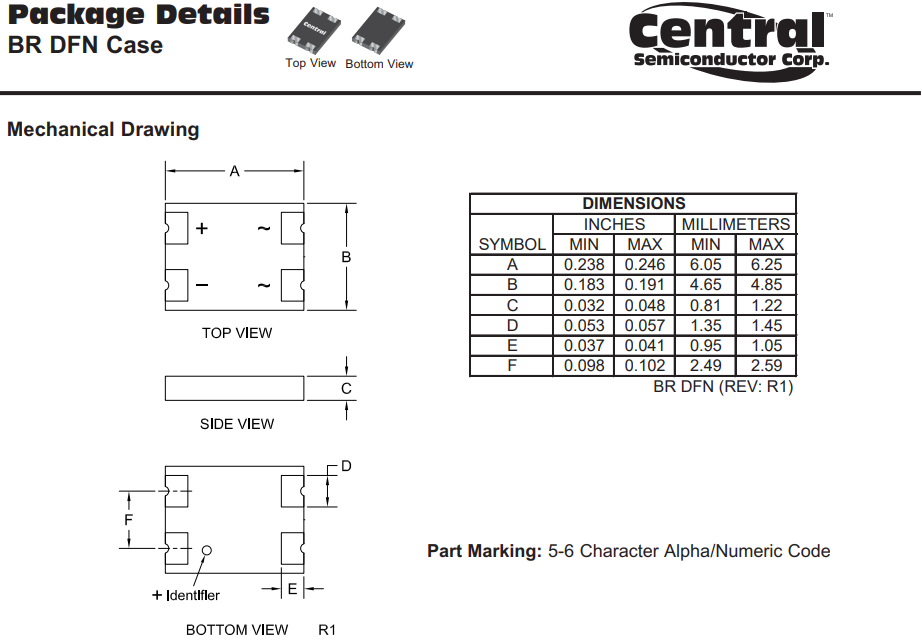 Package Details
BR DFN Case
Central
Top View
Bottom View
Central™
Semiconductor Corp.
Mechanical Drawing
A
+ ~
B
− ~
TOP VIEW
C
SIDE VIEW
D
F
E
+ Identifier
BOTTOM VIEW R1
DIMENSIONS
INCHES MILLIMETERS
SYMBOL MIN MAX MIN MAX
A 0.238 0.246 6.05 6.25
B 0.183 0.191 4.65 4.85
C 0.032 0.048 0.81 1.22
D 0.053 0.057 1.35 1.45
E 0.037 0.041 0.95 1.05
F 0.098 0.102 2.49 2.59
BR DFN (REV: R1)
Part Marking: 5-6 Character Alpha/Numeric Code